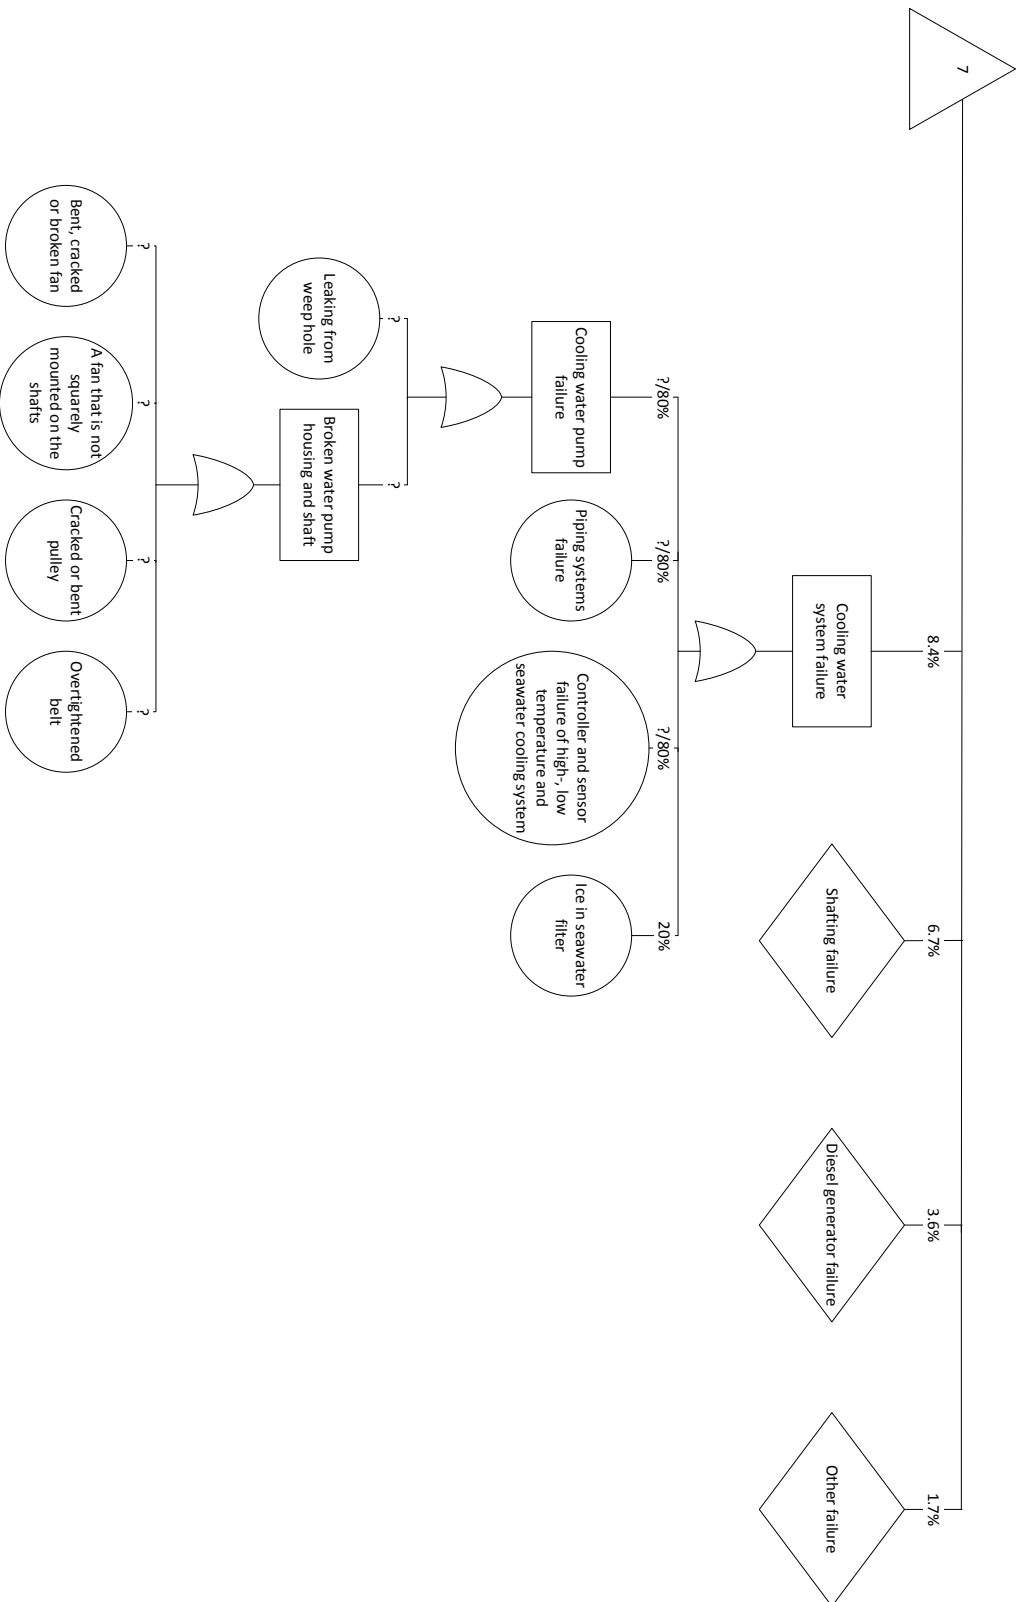 7
8.4%
6.7%
3.6%
1.7%
Cooling water
system failure
Shafting failure
Diesel generator failure
Other failure
?/80%
?/80%
?/80%
20%
Cooling water pump
failure
Piping systems
failure
Controller and sensor
failure of high-, low
temperature and
seawater cooling system
Ice in seawater
filter
?
?
Leaking from
weep hole
Broken water pump
housing and shaft
?
?
?
?
Bent, cracked
or broken fan
A fan that is not
squarely
mounted on the
shafts
Cracked or bent
pulley
Overtightened
belt